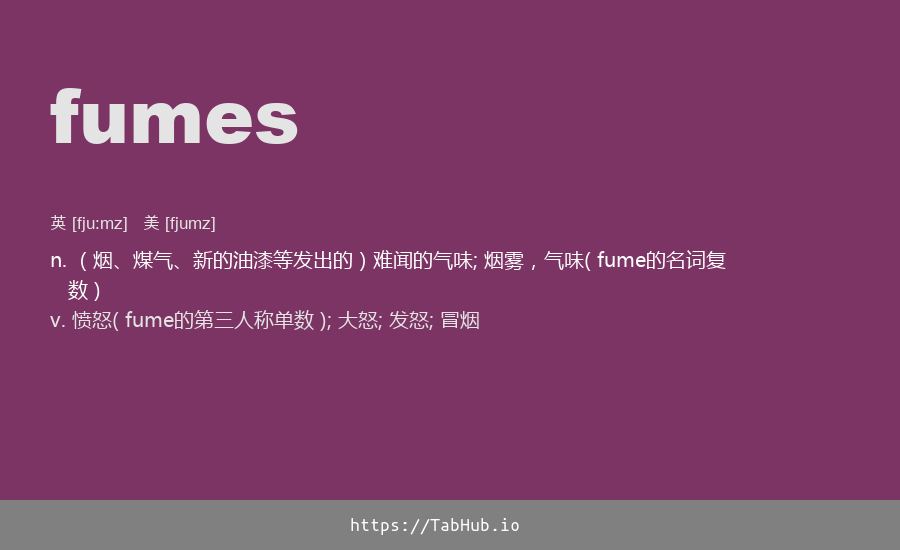 fumes
英 [fju:mz] 美 [fjumz]
n. （烟、煤气、新的油漆等发出的）难闻的气味; 烟雾，气味( fume的名词复
数 )
v. 愤怒( fume的第三人称单数 ); 大怒; 发怒; 冒烟
https://TabHub.io